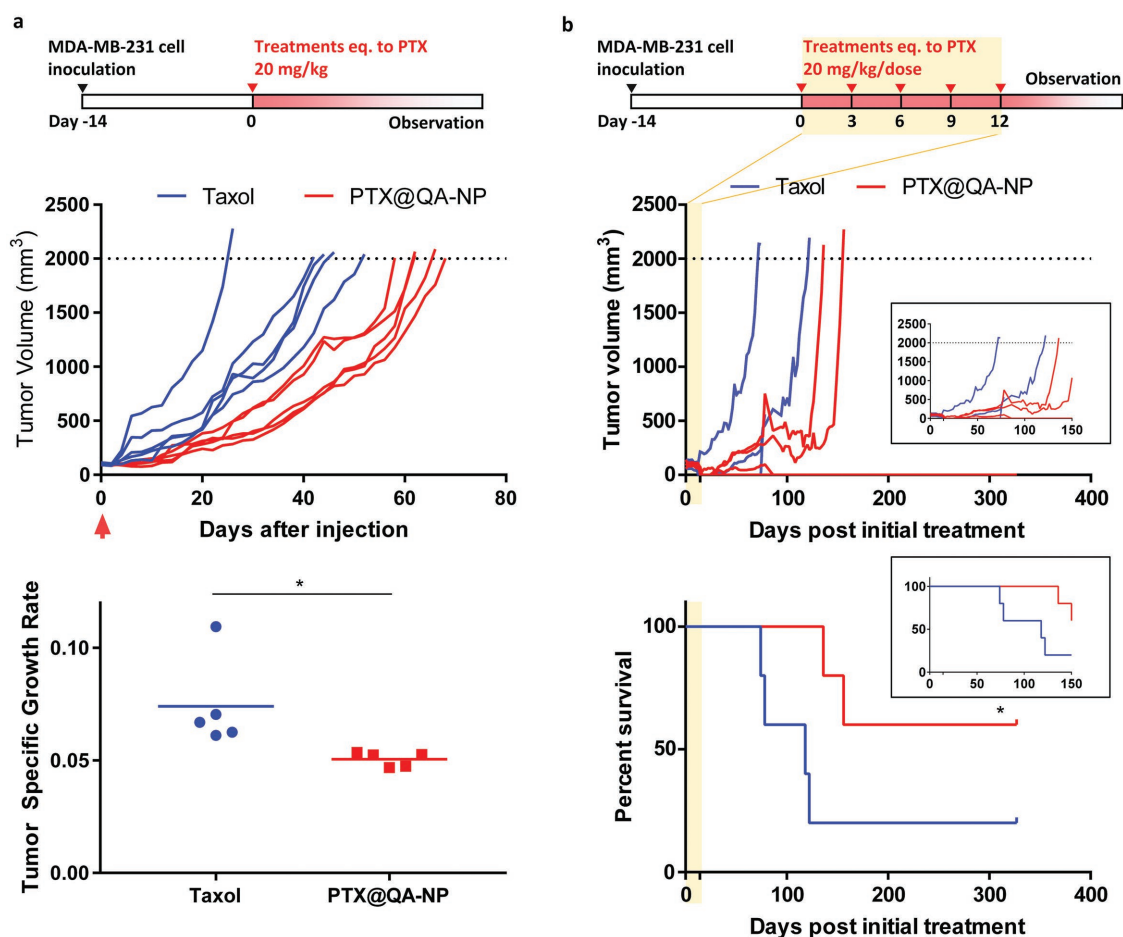 a
MDA-MB-231 cell
inoculation
Treatments eq. to PTX
20 mg/kg
Day -14
0
Observation
Taxol
PTX@QA-NP
Tumor Volume (mm³)
2500
2000
1500
1000
500
0
0 20 40 60 80
Days after injection
Tumor Specific Growth Rate
0.10
0.05
0.00
*
Taxol
PTX@QA-NP
b
MDA-MB-231 cell
inoculation
Treatments eq. to PTX
20 mg/kg/dose
Observation
Day -14
0 3 6 9 12
Taxol
PTX@QA-NP
Tumor volume (mm³)
2500
2000
1500
1000
500
0
0 100 200 300 400
Days post initial treatment
2500
2000
1500
1000
500
0
0 50 100 150
Percent survival
100
50
0
0 100 200 300 400
Days post initial treatment
*
100
50
0
0 50 100 150